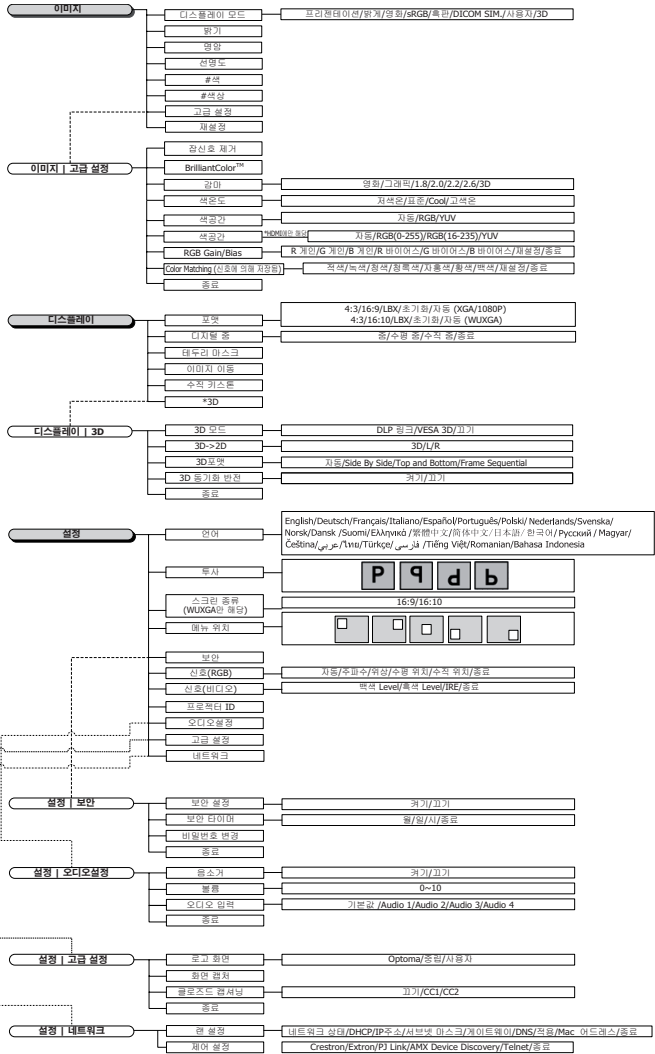 이미지
디스플레이 모드 프리젠테이션/밝게/영화/sRGB/흑판/DICOM SIM./사용자/3D
밝기
명암
선명도
#색
#색상
고급 설정
재설정
이미지 | 고급 설정
잡신호 제거
BrilliantColor™
감마 영화/그래픽/1.8/2.0/2.2/2.6/3D
색온도 저색온/표준/Cool/고색온
색공간 자동/RGB/YUV
색공간 *HDMI에만 해당 자동/RGB(0-255)/RGB(16-235)/YUV
RGB Gain/Bias R 게인/G 게인/B 게인/R 바이어스/G 바이어스/B 바이어스/재설정/종료
Color Matching (신호에 의해 저장됨) 적색/녹색/청색/청록색/자홍색/황색/백색/재설정/종료
종료
디스플레이
포맷 4:3/16:9/LBX/초기화/자동 (XGA/1080P)
4:3/16:10/LBX/초기화/자동 (WUXGA)
디지털 줌 줌/수평 줌/수직 줌/종료
테두리 마스크
이미지 이동
수직 키스톤
*3D
디스플레이 | 3D
3D 모드 DLP 링크/VESA 3D/끄기
3D->2D 3D/L/R
3D포맷 자동/Side By Side/Top and Bottom/Frame Sequential
3D 동기화 반전 켜기/끄기
종료
설정
언어 English/Deutsch/Français/Italiano/Español/Português/Polski/ Nederlands/Svenska/
Norsk/Dansk /Suomi/Ελληνικά /繁體中文/简体中文/日本語/ 한국어/ Русский / Magyar/
Čeština/عربي/ไทย/Türkçe/ فارسی /Tiếng Việt/Romanian/Bahasa Indonesia
투사 P P P P
스크린 종류
(WUXGA만 해당) 16:9/16:10
메뉴 위치
보안
신호(RGB) 자동/주파수/위상/수평 위치/수직 위치/종료
신호(비디오) 백색 Level/흑색 Level/IRE/종료
프로젝터 ID
오디오설정
고급 설정
네트워크
설정 | 보안
보안 설정 켜기/끄기
보안 타이머 월/일/시/종료
비밀번호 변경
종료
설정 | 오디오설정
음소거 켜기/끄기
볼륨 0~10
오디오 입력 기본값 /Audio 1/Audio 2/Audio 3/Audio 4
종료
설정 | 고급 설정
로고 화면 Optoma/중립/사용자
화면 캡처
클로즈드 캡셔닝 끄기/CC1/CC2
종료
설정 | 네트워크
랜 설정 네트워크 상태/DHCP/IP주소/서브넷 마스크/게이트웨이/DNS/적용/Mac 어드레스/종료
제어 설정 Crestron/Extron/PJ Link/AMX Device Discovery/Telnet/종료